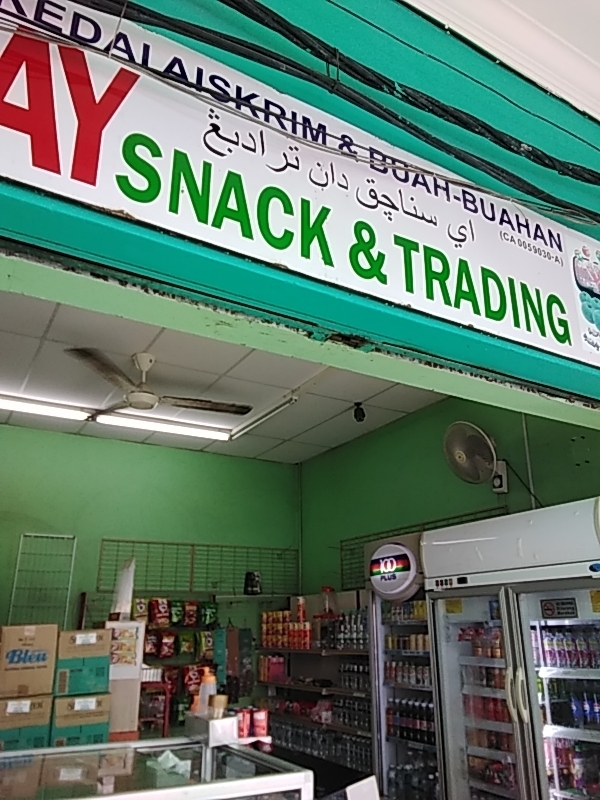 KEDAI AISKRIM & BUAH-BUAHAN
اي سناچق دان ترادبڠ
(CA0059030-A)
AY SNACK & TRADING
100
PLUS
Bleu